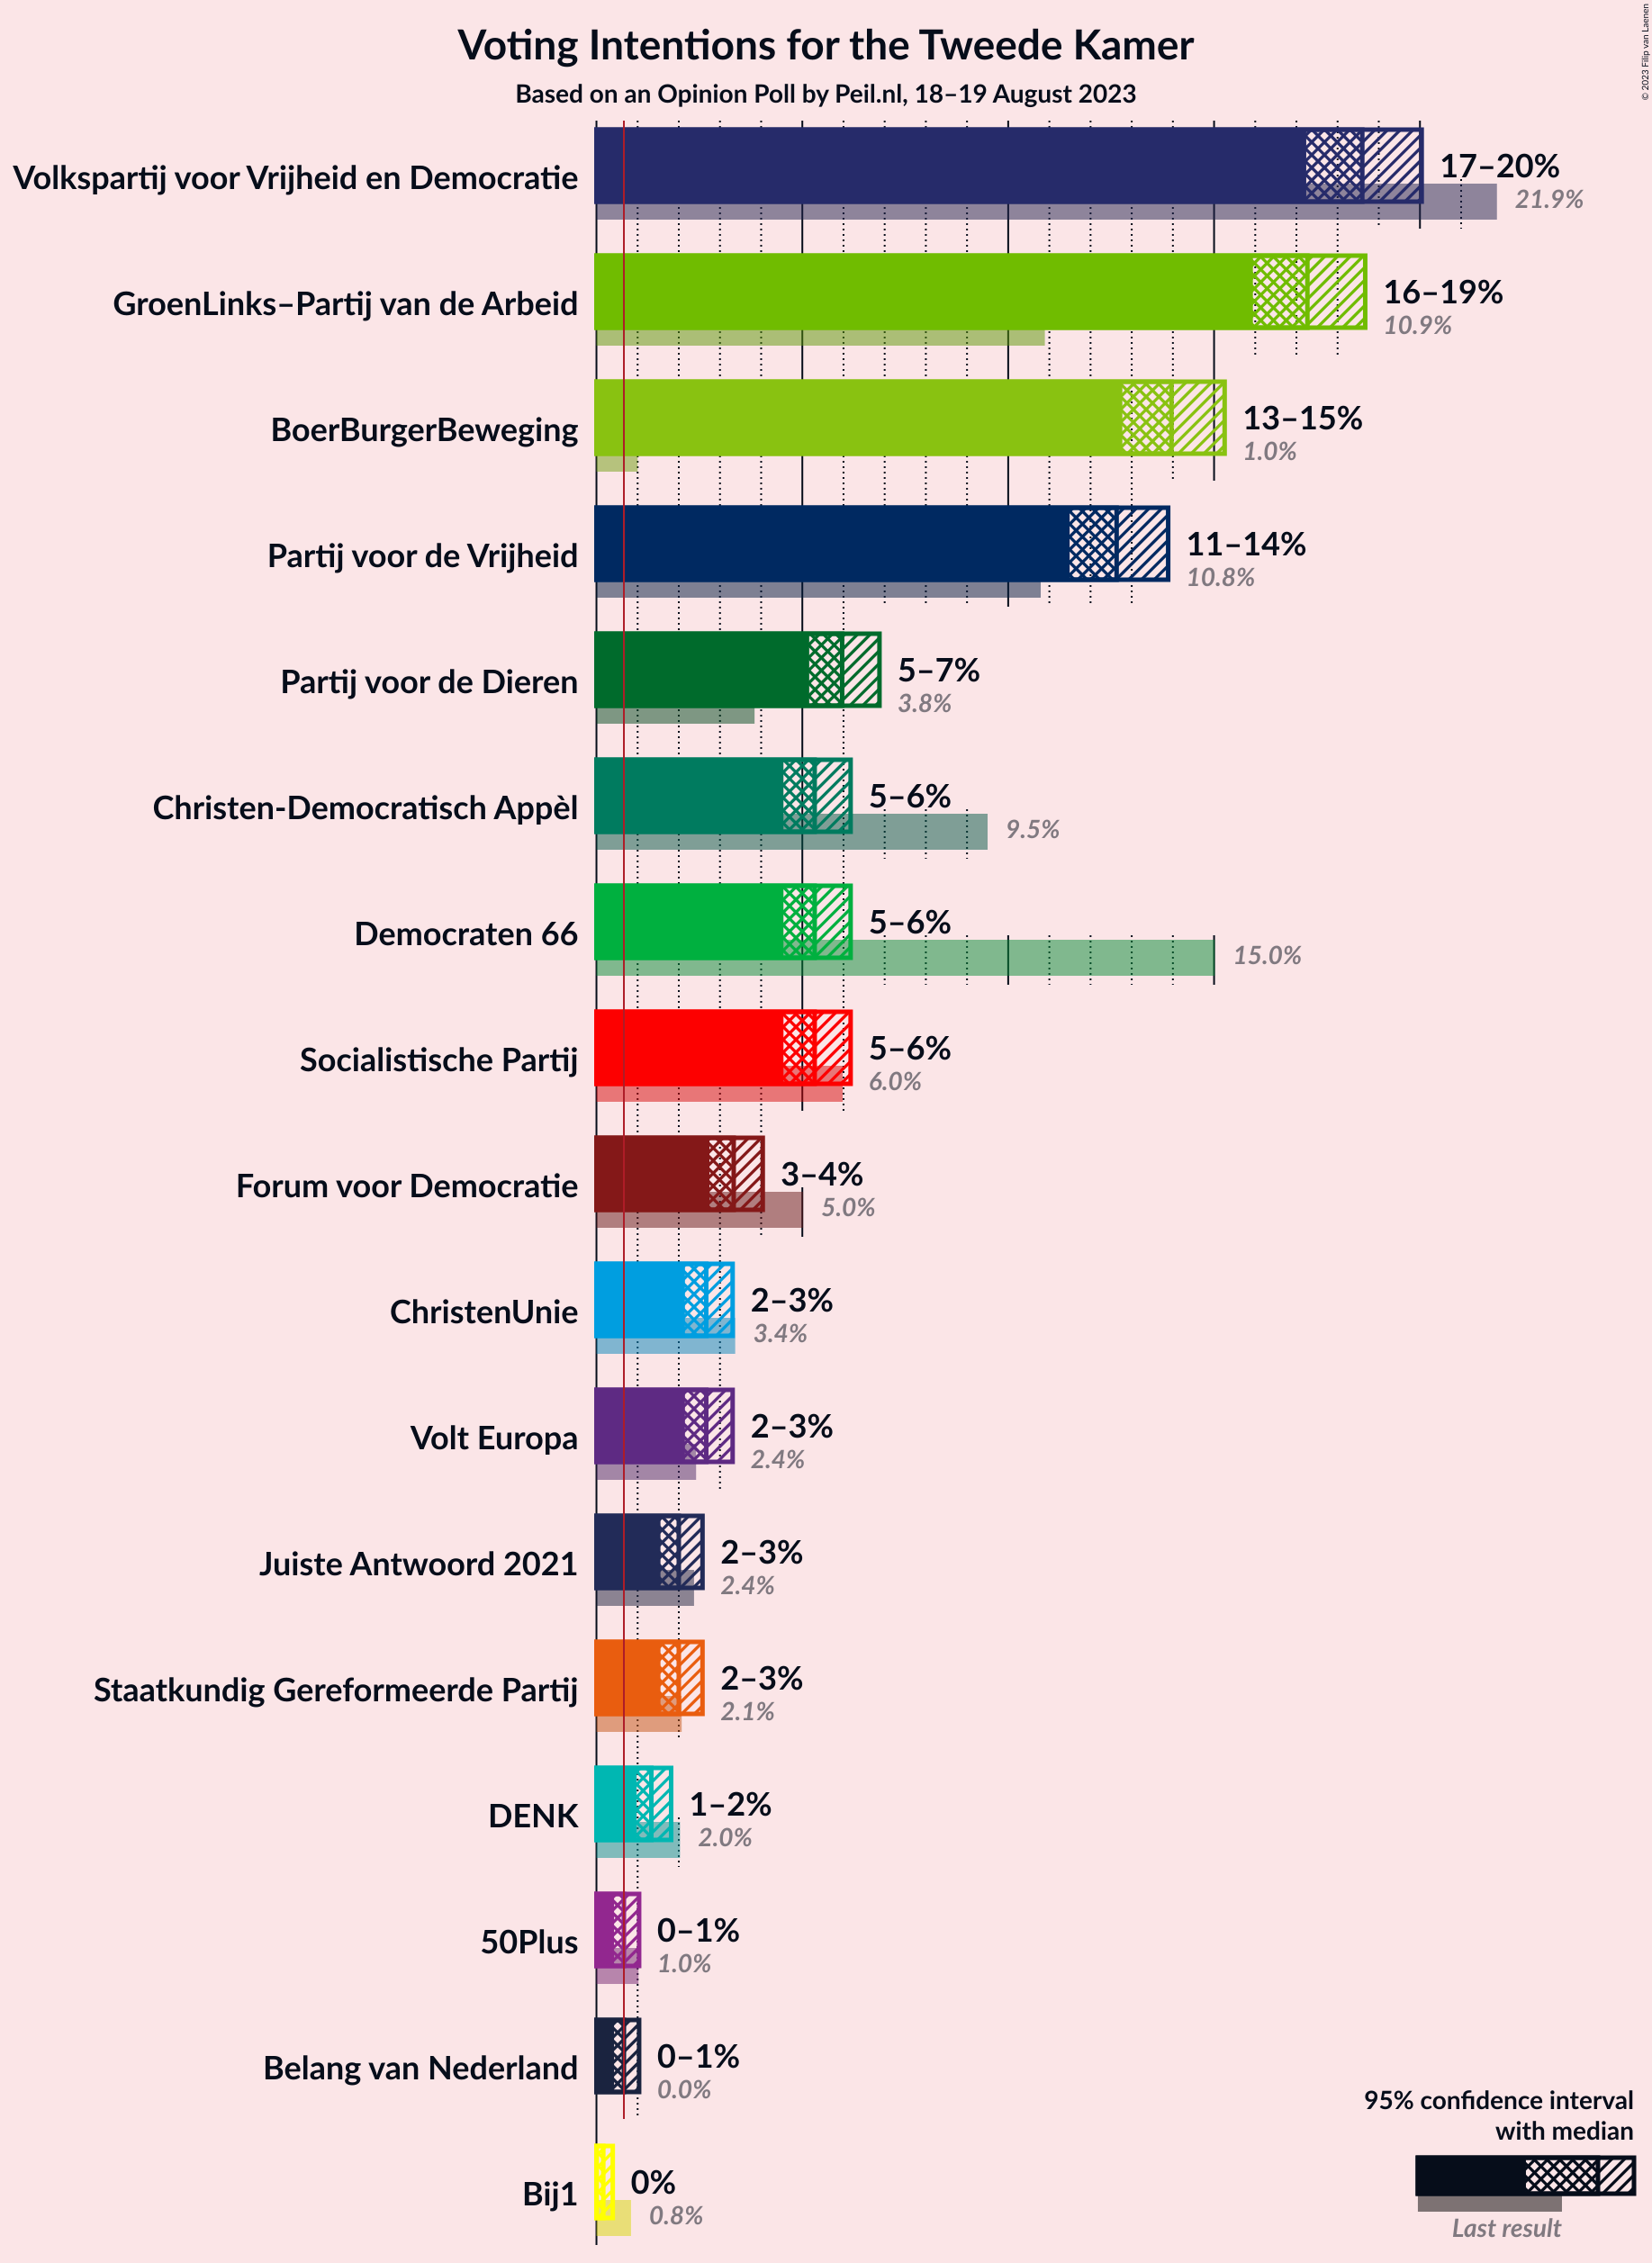 © 2023 Filip van Laenen
Voting Intentions for the Tweede Kamer
Based on an Opinion Poll by Peil.nl, 18–19 August 2023
Volkspartij voor Vrijheid en Democratie
17–20%
21.9%
GroenLinks–Partij van de Arbeid
16–19%
10.9%
BoerBurgerBeweging
13–15%
1.0%
Partij voor de Vrijheid
11–14%
10.8%
Partij voor de Dieren
5–7%
3.8%
Christen-Democratisch Appèl
5–6%
9.5%
Democraten 66
5–6%
15.0%
Socialistische Partij
5–6%
6.0%
Forum voor Democratie
3–4%
5.0%
ChristenUnie
2–3%
3.4%
Volt Europa
2–3%
2.4%
Juiste Antwoord 2021
2–3%
2.4%
Staatkundig Gereformeerde Partij
2–3%
2.1%
DENK
1–2%
2.0%
50Plus
0–1%
1.0%
Belang van Nederland
0–1%
0.0%
Bij1
0%
0.8%
95% confidence interval
with median
Last result